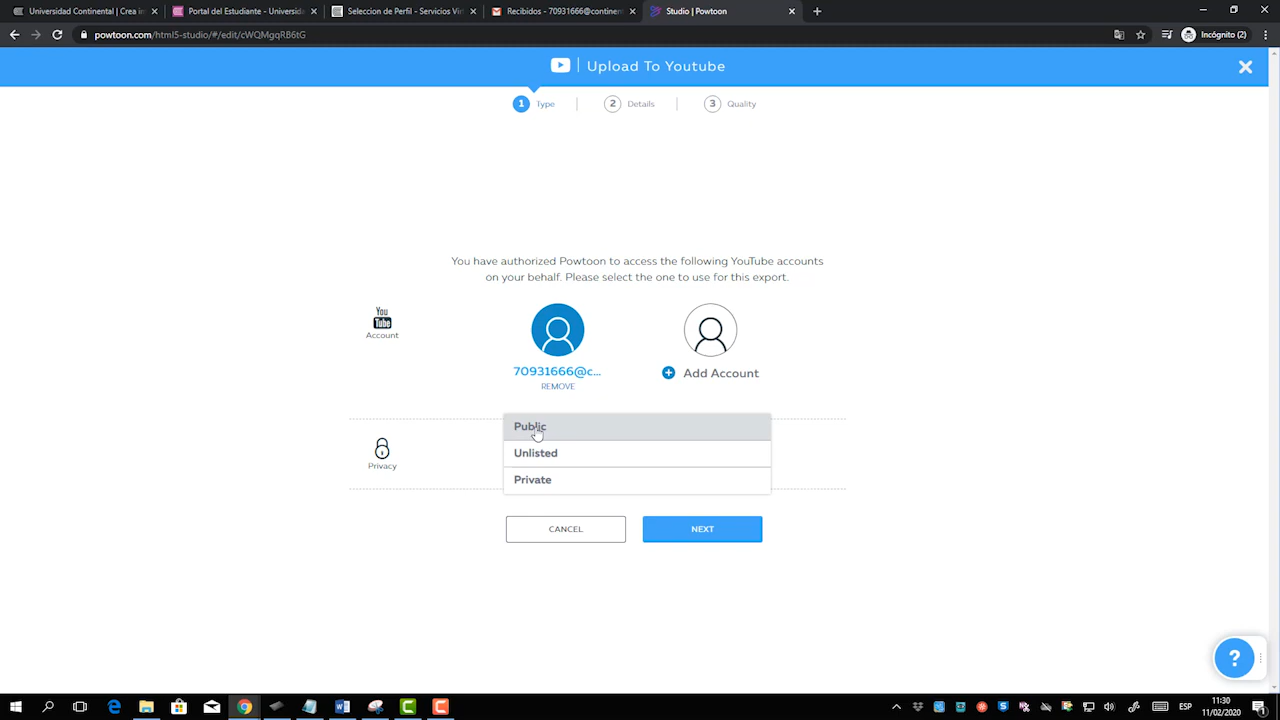 Universidad Continental | Crea in
Portal del Estudiante - Universida
Seleccion de Perfil - Servicios Vir
Recibidos - 70931666@continen
Studio | Powtoon
powtoon.com/html5-studio/#/edit/cWQMgqRB6tG
Incógnito (2)
Upload To Youtube
1 Type
2 Details
3 Quality
You have authorized Powtoon to access the following YouTube accounts
on your behalf. Please select the one to use for this export.
You
Tube
Account
70931666@c...
REMOVE
Add Account
Privacy
Public
Unlisted
Private
CANCEL
NEXT
?
ESP
11:30
11/02/2020